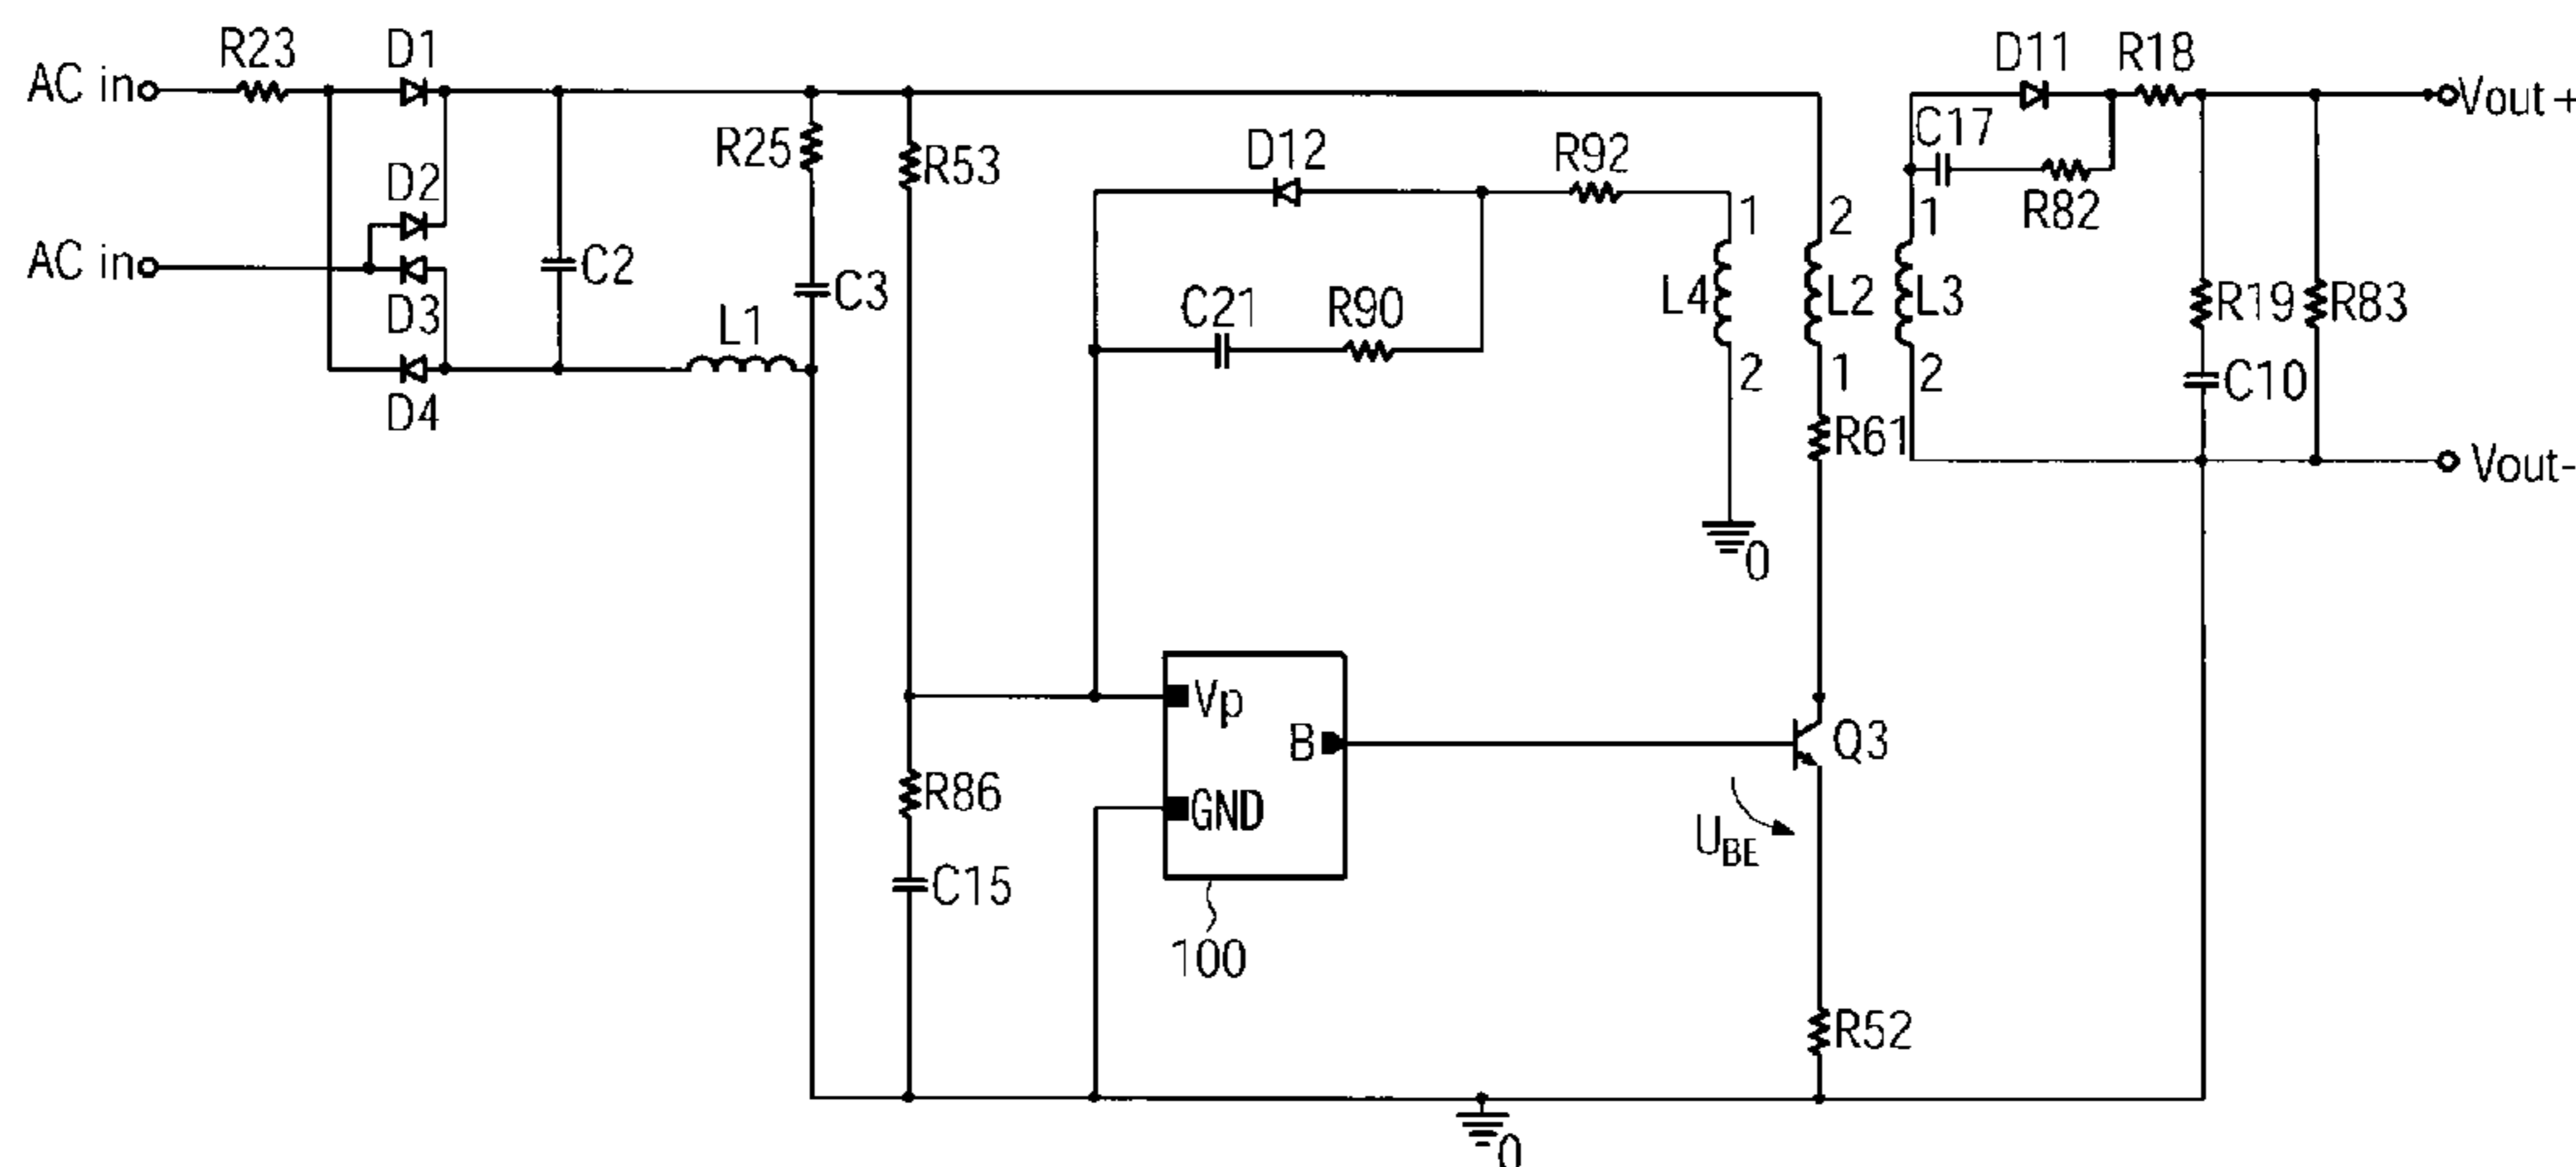 R23
D1
D11
R18
AC in
Vout +
R25
R53
D12
R92
C17
D2
R82
AC in
C2
D3
C3
L1
C21
R90
1
L4
2
2
L2
1
1
L3
2
R19
R83
C10
D4
R61
Vout-
0
Vp
B
Q3
R86
GND
UBE
C15
100
R52
0